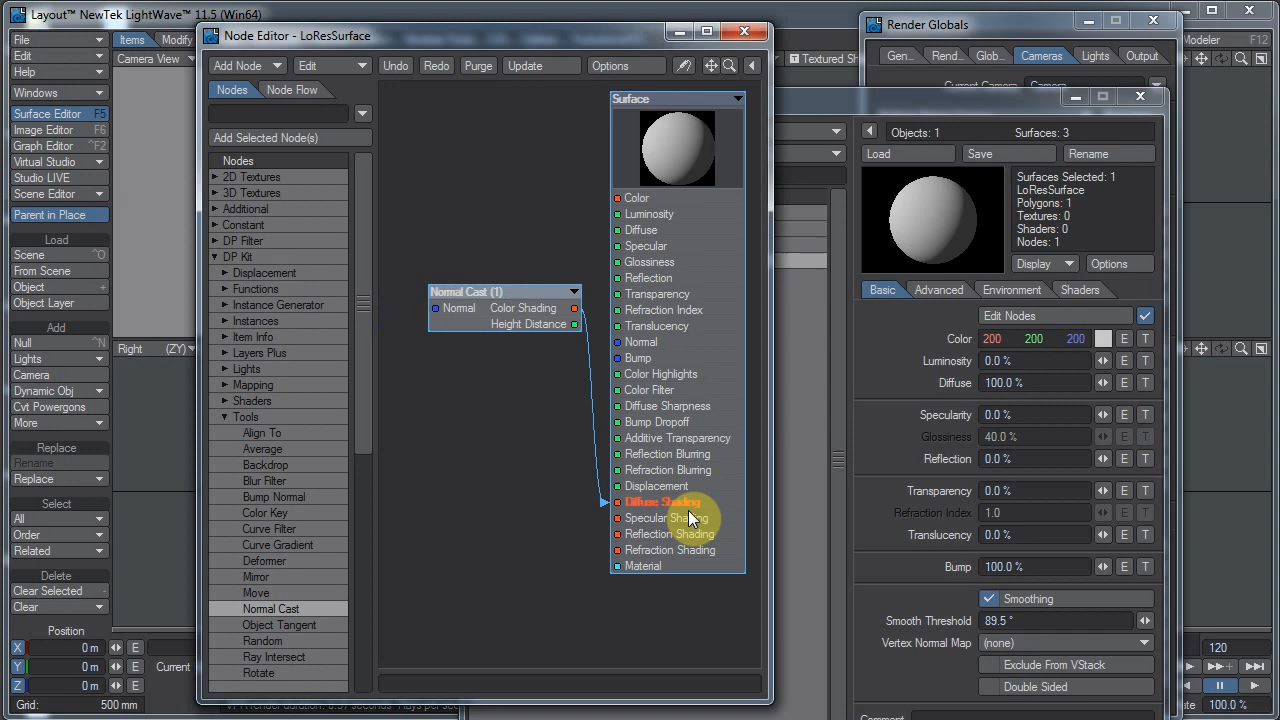 Layout™ NewTek LightWave™ 11.5 (Win64)
File
Edit
Help
Windows
Surface Editor F5
Image Editor F6
Graph Editor ^F2
Virtual Studio
Studio LIVE
Scene Editor
Parent in Place
Load
Scene ^O
From Scene
Object +
Object Layer
Add
Null ^N
Lights
Camera
Dynamic Obj
Cvt Powergons
More
Replace
Rename
Replace
Select
All
Order
Related
Delete
Clear Selected -
Clear
Position
X 0 m E
Y 0 m E
Z 0 m E
Grid: 500 mm
Items Modify
Camera View
Right (ZY)
Current
Node Editor - LoResSurface
Add Node Edit Undo Redo Purge Update Options
Nodes Node Flow
Add Selected Node(s)
Nodes
2D Textures
3D Textures
Additional
Constant
DP Filter
DP Kit
Displacement
Functions
Instance Generator
Instances
Item Info
Layers Plus
Lights
Mapping
Shaders
Tools
Align To
Average
Backdrop
Blur Filter
Bump Normal
Color Key
Curve Filter
Curve Gradient
Deformer
Mirror
Move
Normal Cast
Object Tangent
Random
Ray Intersect
Rotate
Normal Cast (1)
Normal Color Shading
Height Distance
Surface
Color
Luminosity
Diffuse
Specular
Glossiness
Reflection
Transparency
Refraction Index
Translucency
Normal
Bump
Color Highlights
Color Filter
Diffuse Sharpness
Bump Dropoff
Additive Transparency
Reflection Blurring
Refraction Blurring
Displacement
Diffuse Shading
Specular Shading
Reflection Shading
Refraction Shading
Material
Textured Sh
Render Globals
Gen... Rend... Glob... Cameras Lights Output
Current Camera Camera
Modeler F12
Objects: 1 Surfaces: 3
Load Save Rename
Surfaces Selected: 1
LoResSurface
Polygons: 1
Textures: 0
Shaders: 0
Nodes: 1
Display Options
Basic Advanced Environment Shaders
Edit Nodes
Color 200 200 200 E T
Luminosity 0.0 % E T
Diffuse 100.0 % E T
Specularity 0.0 % E T
Glossiness 40.0 % E T
Reflection 0.0 % E T
Transparency 0.0 % E T
Refraction Index 1.0 E T
Translucency 0.0 % E T
Bump 100.0 % E T
Smoothing
Smooth Threshold 89.5 °
Vertex Normal Map (none)
Exclude From VStack
Double Sided
Comment
120
100.0 %